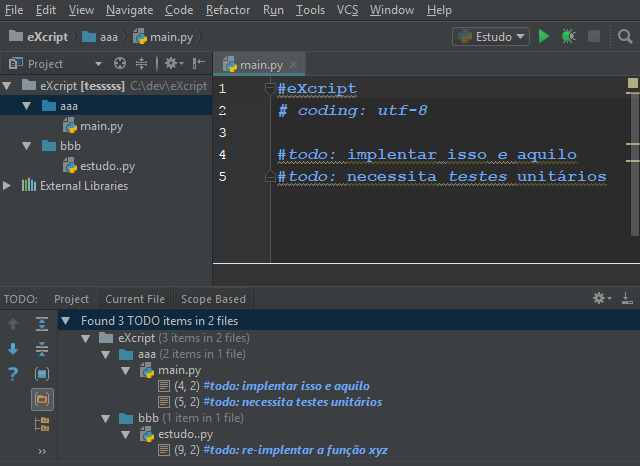 File Edit View Navigate Code Refactor Run Tools VCS Window Help
eXcript aaa main.py Estudo
Project
main.py
eXcript [tesssss] C:\dev\eXcript
aaa
main.py
bbb
estudo..py
External Libraries
1 #eXcript
2 # coding: utf-8
3
4 #todo: implentar isso e aquilo
5 #todo: necessita testes unitários
TODO: Project Current File Scope Based
Found 3 TODO items in 2 files
eXcript (3 items in 2 files)
aaa (2 items in 1 file)
main.py
(4, 2) #todo: implentar isso e aquilo
(5, 2) #todo: necessita testes unitários
bbb (1 item in 1 file)
estudo..py
(9, 2) #todo: re-implentar a função xyz